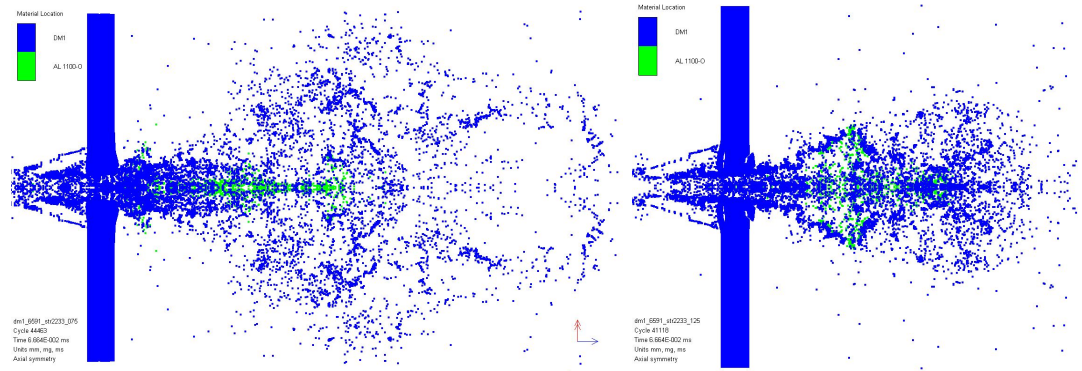 Material Location
DM1
AL 1100-O
dm1_6591_str2233_075
Cycle 44463
Time 6.664E-002 ms
Units mm, mg, ms
Axial symmetry
Material Location
DM1
AL 1100-O
dm1_6591_str2233_125
Cycle 41118
Time 6.664E-002 ms
Units mm, mg, ms
Axial symmetry